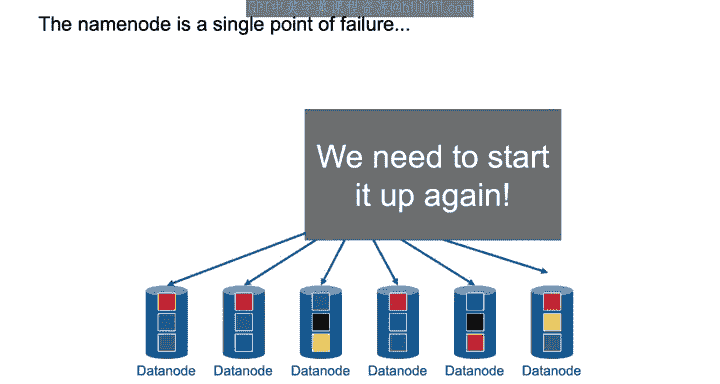 The namenode is a single point of failure...
We need to start
it up again!
Datanode Datanode Datanode Datanode Datanode Datanode